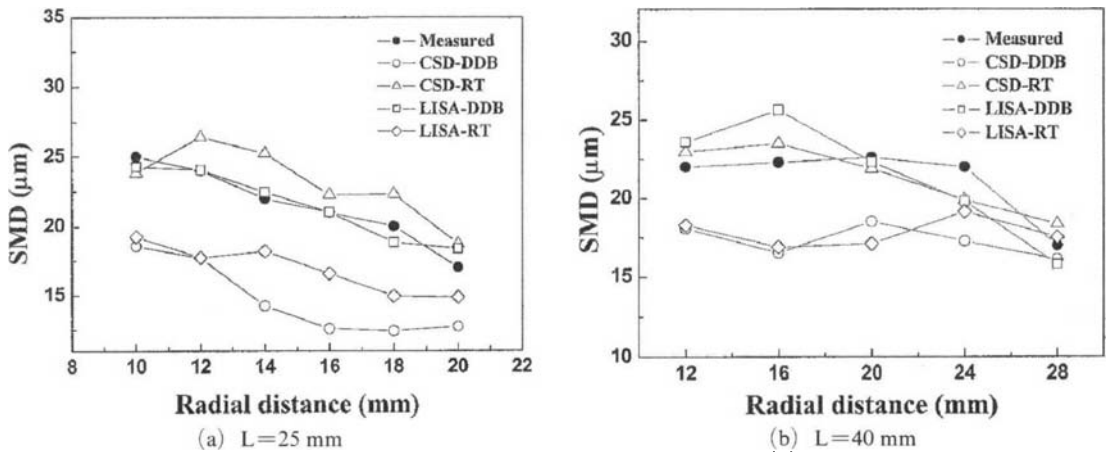 35
30
25
20
15
SMD (μm)
8 10 12 14 16 18 20 22
Radial distance (mm)
Measured
CSD-DDB
CSD-RT
LISA-DDB
LISA-RT
(a) L=25 mm
30
25
20
15
10
SMD (μm)
12 16 20 24 28
Radial distance (mm)
Measured
CSD-DDB
CSD-RT
LISA-DDB
LISA-RT
(b) L=40 mm